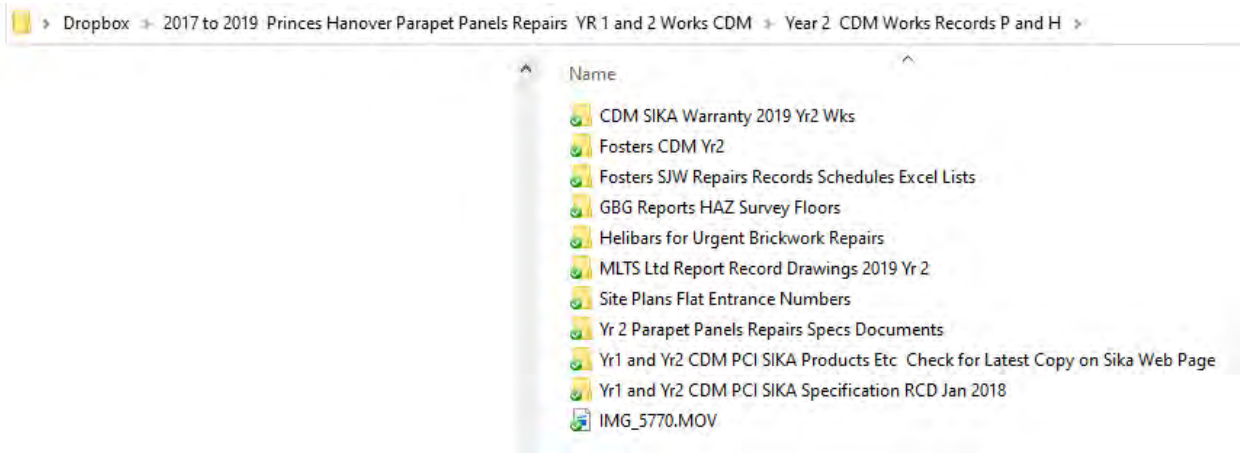 Dropbox 2017 to 2019 Princes Hanover Parapet Panels Repairs YR 1 and 2 Works CDM Year 2 CDM Works Records P and H
Name
CDM SIKA Warranty 2019 Yr2 Wks
Fosters CDM Yr2
Fosters SJW Repairs Records Schedules Excel Lists
GBG Reports HAZ Survey Floors
Helibars for Urgent Brickwork Repairs
MLTS Ltd Report Record Drawings 2019 Yr 2
Site Plans Flat Entrance Numbers
Yr 2 Parapet Panels Repairs Specs Documents
Yr1 and Yr2 CDM PCI SIKA Products Etc Check for Latest Copy on Sika Web Page
Yr1 and Yr2 CDM PCI SIKA Specification RCD Jan 2018
IMG_5770.MOV